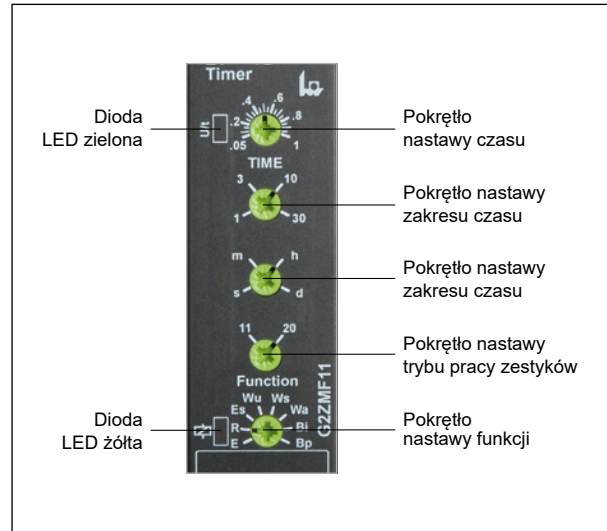 Timer
.4
.6
.2
.8
.05
1
U/t
TIME
3
10
1
30
m
h
s
d
11
20
Function
Wu
Ws
Es
Wa
R
Bi
E
Bp
G2ZMF11
Dioda
LED zielona
Dioda
LED żółta
Pokrętło
nastawy czasu
Pokrętło nastawy
zakresu czasu
Pokrętło nastawy
zakresu czasu
Pokrętło nastawy
trybu pracy zestyków
Pokrętło
nastawy funkcji